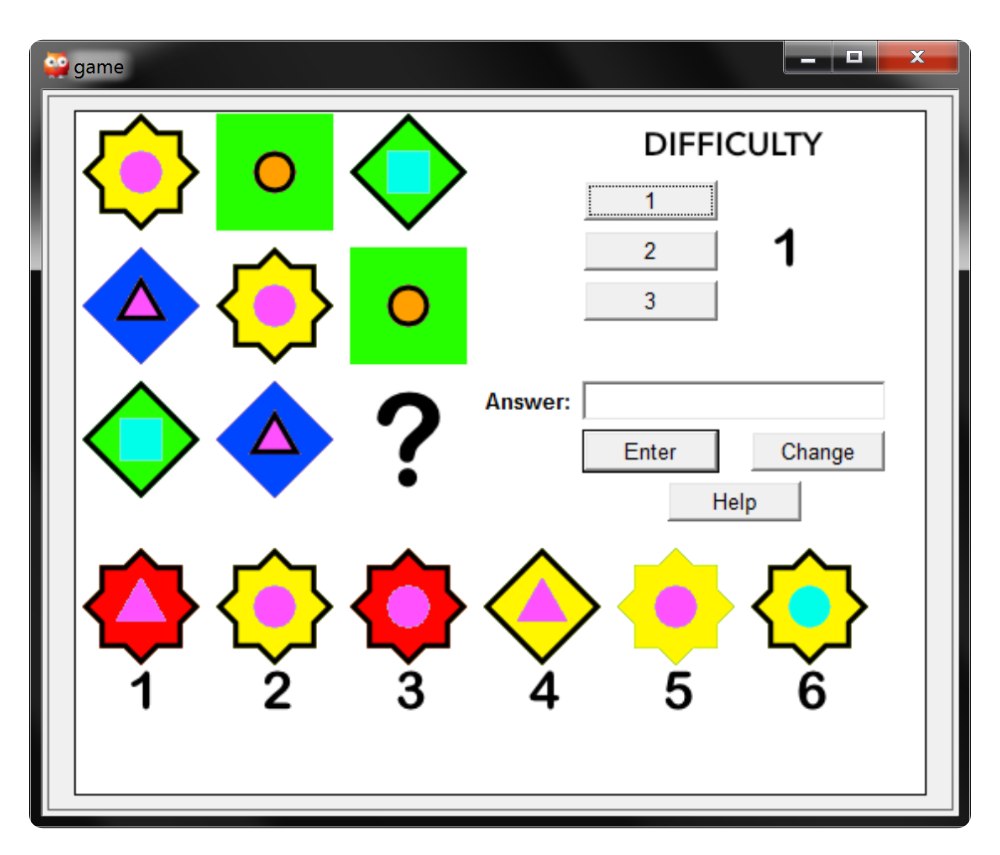 game
DIFFICULTY
1
2
1
3
?
Answer:
Enter
Change
Help
1 2 3 4 5 6